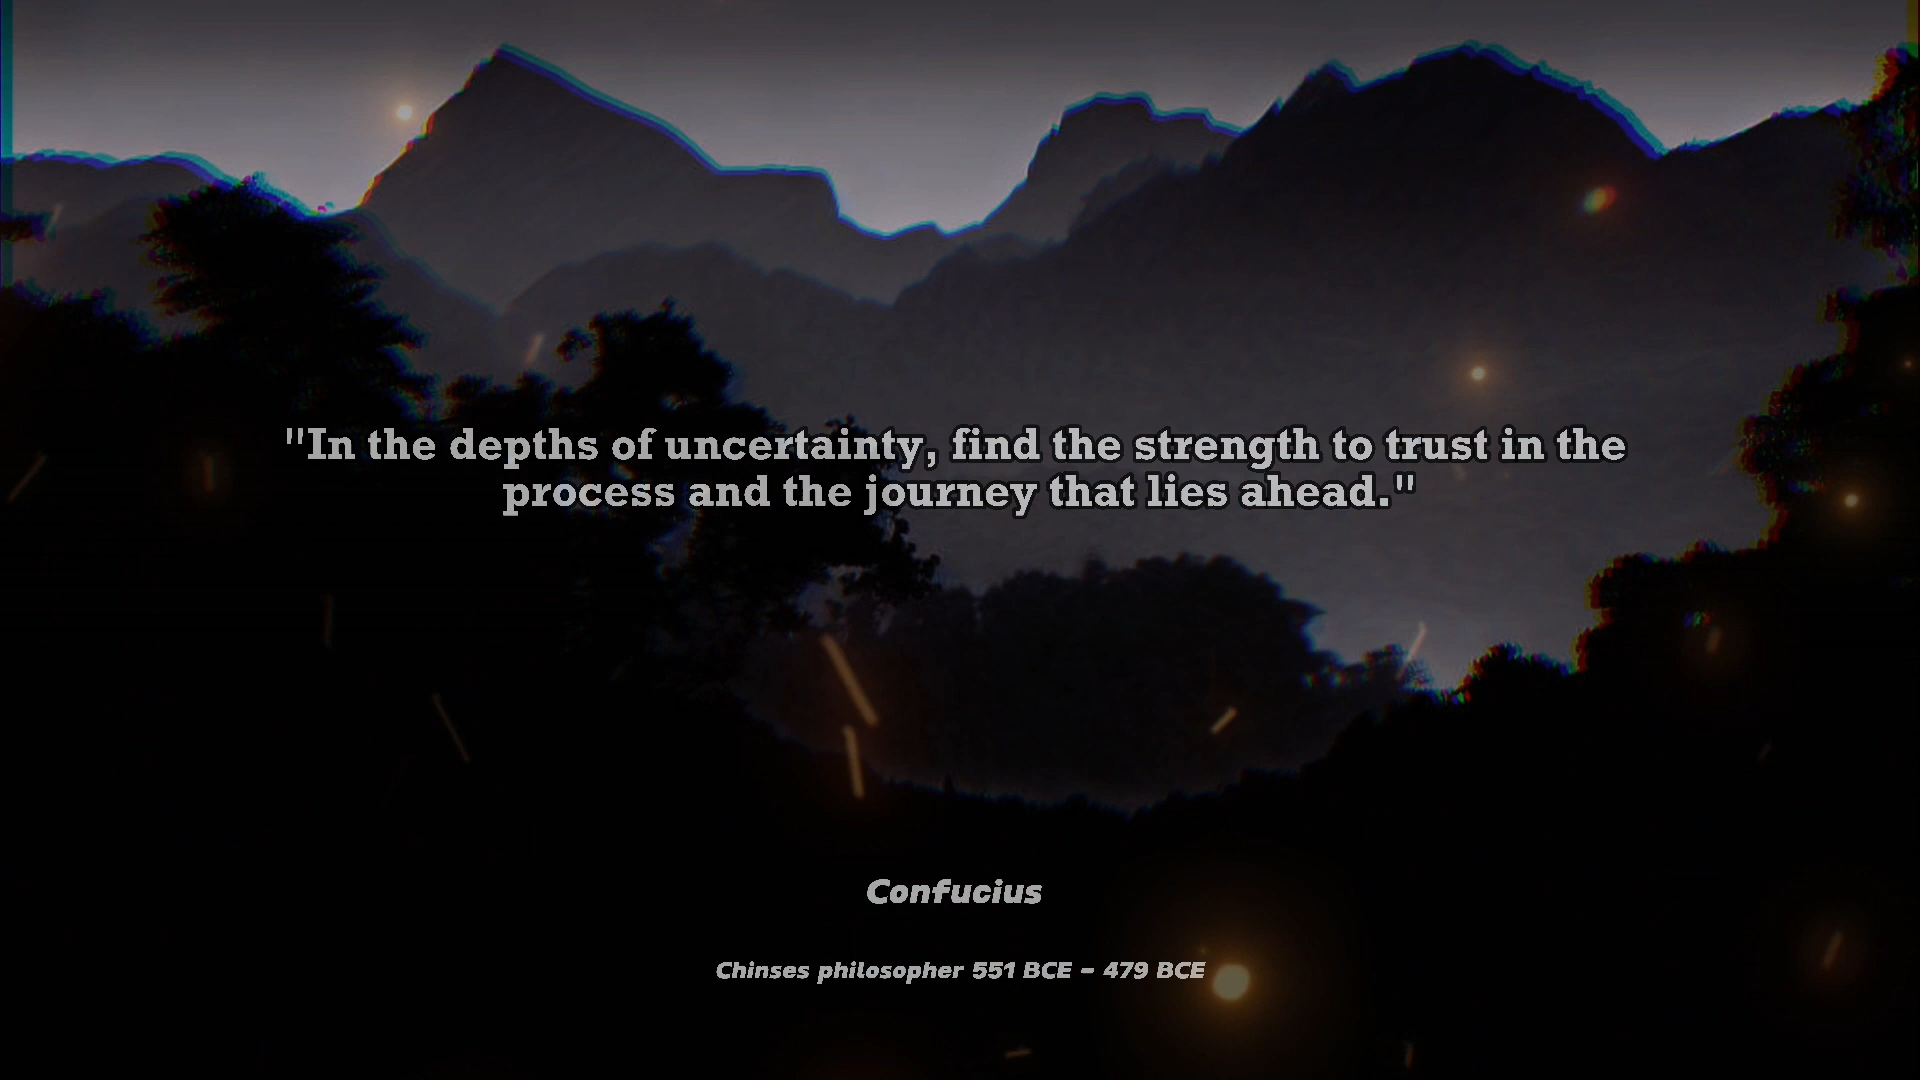 "In the depths of uncertainty, find the strength to trust in the
process and the journey that lies ahead."
Confucius
Chinses philosopher 551 BCE - 479 BCE